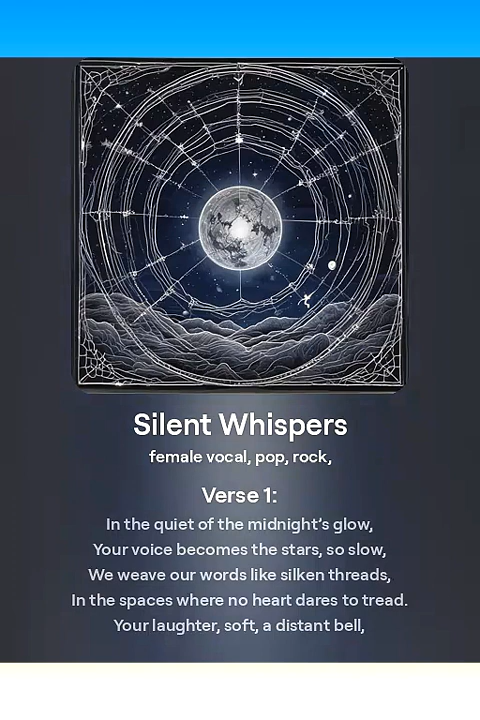 Silent Whispers
female vocal, pop, rock,
Verse 1:
In the quiet of the midnight’s glow,
Your voice becomes the stars, so slow,
We weave our words like silken threads,
In the spaces where no heart dares to tread.
Your laughter, soft, a distant bell,